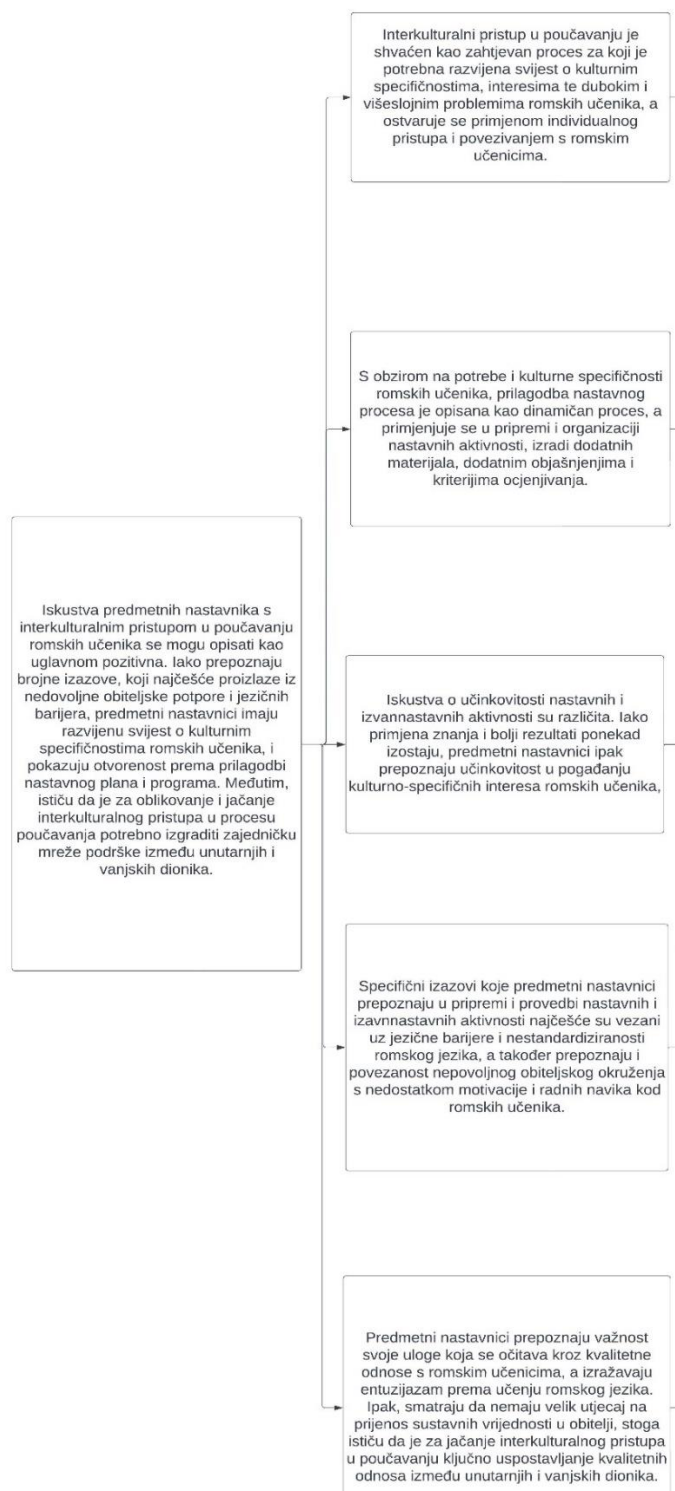 Interkulturalni pristup u poučavanju je
shvaćen kao zahtjevan proces za koji je
potrebna razvijena svijest o kulturnim
specifičnostima, interesima te dubokim i
višeslojnim problemima romskih učenika, a
ostvaruje se primjenom individualnog
pristupa i povezivanjem s romskim
učenicima.
S obzirom na potrebe i kulturne specifičnosti
romskih učenika, prilagodba nastavnog
procesa je opisana kao dinamičan proces, a
primjenjuje se u pripremi i organizaciji
nastavnih aktivnosti, izradi dodatnih
materijala, dodatnim objašnjenjima i
kriterijima ocjenjivanja.
Iskustva predmetnih nastavnika s
interkulturalnim pristupom u poučavanju
romskih učenika se mogu opisati kao
uglavnom pozitivna. Iako prepoznaju
brojne izazove, koji najčešće proizlaze iz
nedovoljne obiteljske potpore i jezičnih
barijera, predmetni nastavnici imaju
razvijenu svijest o kulturnim
specifičnostima romskih učenika, i
pokazuju otvorenost prema prilagodbi
nastavnog plana i programa. Međutim,
ističu da je za oblikovanje i jačanje
interkulturalnog pristupa u procesu
poučavanja potrebno izgraditi zajedničku
mreže podrške između unutarnjih i
vanjskih dionika.
Iskustva o učinkovitosti nastavnih i
izvannastavnih aktivnosti su različita. Iako
primjena znanja i bolji rezultati ponekad
izostaju, predmetni nastavnici ipak
prepoznaju učinkovitost u pogađanju
kulturno-specifičnih interesa romskih učenika,
Specifični izazovi koje predmetni nastavnici
prepoznaju u pripremi i provedbi nastavnih i
izavnnastavnih aktivnosti najčešće su vezani
uz jezične barijere i nestandardiziranosti
romskog jezika, a također prepoznaju i
povezanost nepovoljnog obiteljskog okruženja
s nedostatkom motivacije i radnih navika kod
romskih učenika.
Predmetni nastavnici prepoznaju važnost
svoje uloge koja se očitava kroz kvalitetne
odnose s romskim učenicima, a izražavaju
entuzijazam prema učenju romskog jezika.
Ipak, smatraju da nemaju velik utjecaj na
prijenos sustavnih vrijednosti u obitelji, stoga
ističu da je za jačanje interkulturalnog pristupa
u poučavanju ključno uspostavljanje kvalitetnih
odnosa između unutarnjih i vanjskih dionika.